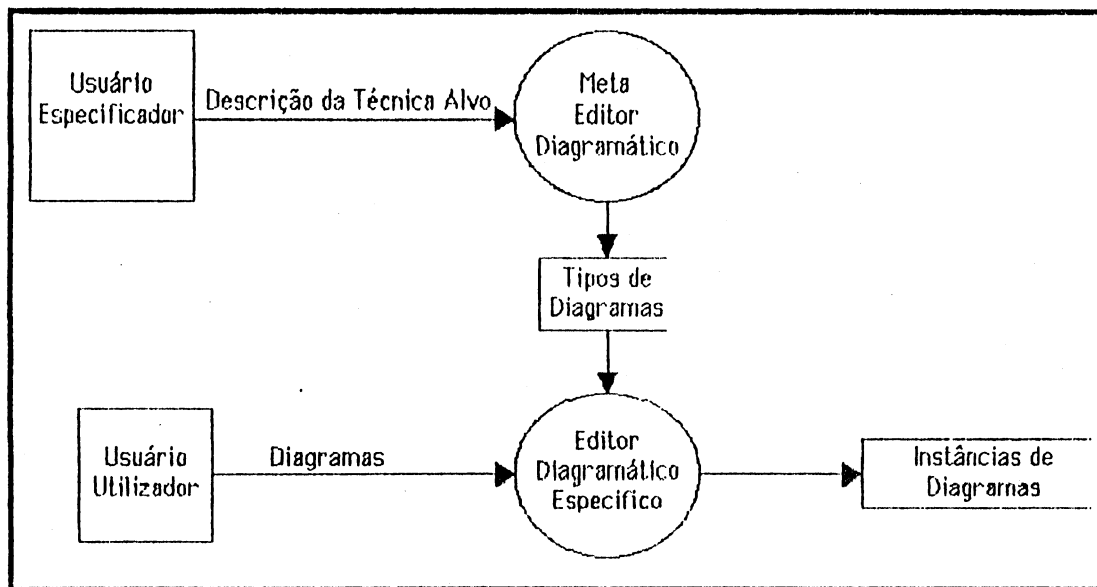 Usuário
Especificador
Descrição da Técnica Alvo
Meta
Editor
Diagramático
Tipos de
Diagramas
Usuário
Utilizador
Diagramas
Editor
Diagramático
Específico
Instâncias de
Diagramas